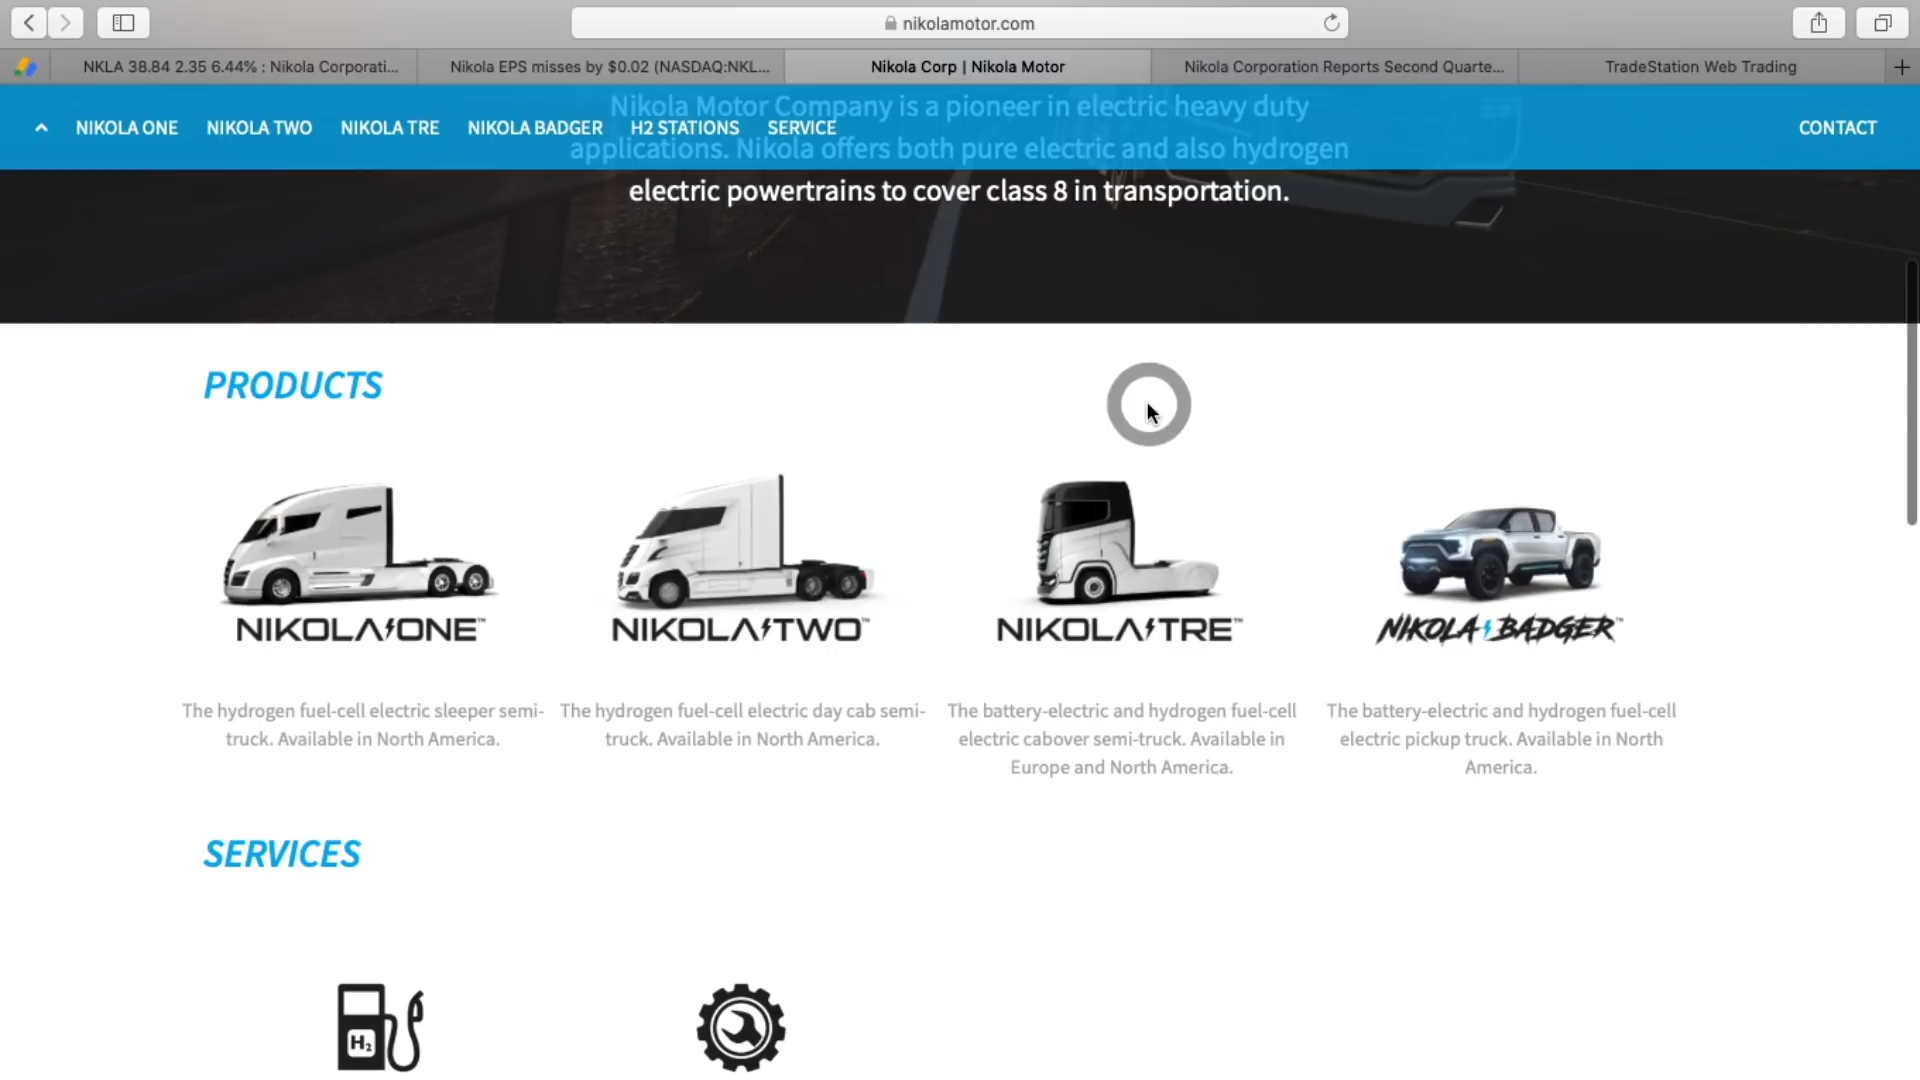 nikolamotor.com
NKLA 38.84 2.35 6.44% : Nikola Corporati...
Nikola EPS misses by $0.02 (NASDAQ:NKL...
Nikola Corp | Nikola Motor
Nikola Corporation Reports Second Quarte...
TradeStation Web Trading
Nikola Motor Company is a pioneer in electric heavy duty
NIKOLA ONE
NIKOLA TWO
NIKOLA TRE
NIKOLA BADGER
H2 STATIONS
SERVICE
CONTACT
applications. Nikola offers both pure electric and also hydrogen
electric powertrains to cover class 8 in transportation.
PRODUCTS
NIKOLA ONE™
NIKOLA TWO™
NIKOLA TRE™
NIKOLA BADGER™
The hydrogen fuel-cell electric sleeper semi-
truck. Available in North America.
The hydrogen fuel-cell electric day cab semi-
truck. Available in North America.
The battery-electric and hydrogen fuel-cell
electric cabover semi-truck. Available in
Europe and North America.
The battery-electric and hydrogen fuel-cell
electric pickup truck. Available in North
America.
SERVICES
H₂